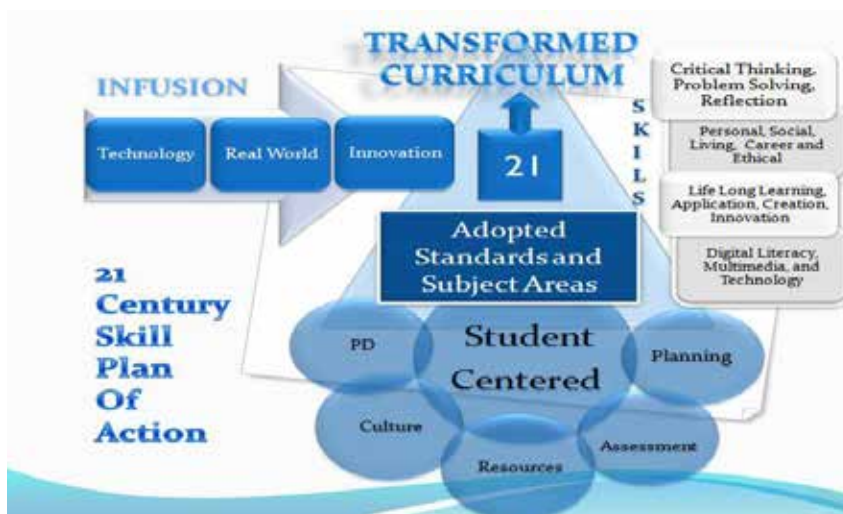 TRANSFORMED
CURRICULUM
INFUSION
Technology
Real World
Innovation
21
SKILLS
Critical Thinking,
Problem Solving,
Reflection
Personal, Social,
Living, Career and
Ethical
Life Long Learning,
Application, Creation,
Innovation
Digital Literacy,
Multimedia, and
Technology
Adopted
Standards and
Subject Areas
21
Century
Skill
Plan
Of
Action
PD
Student
Centered
Planning
Culture
Resources
Assessment